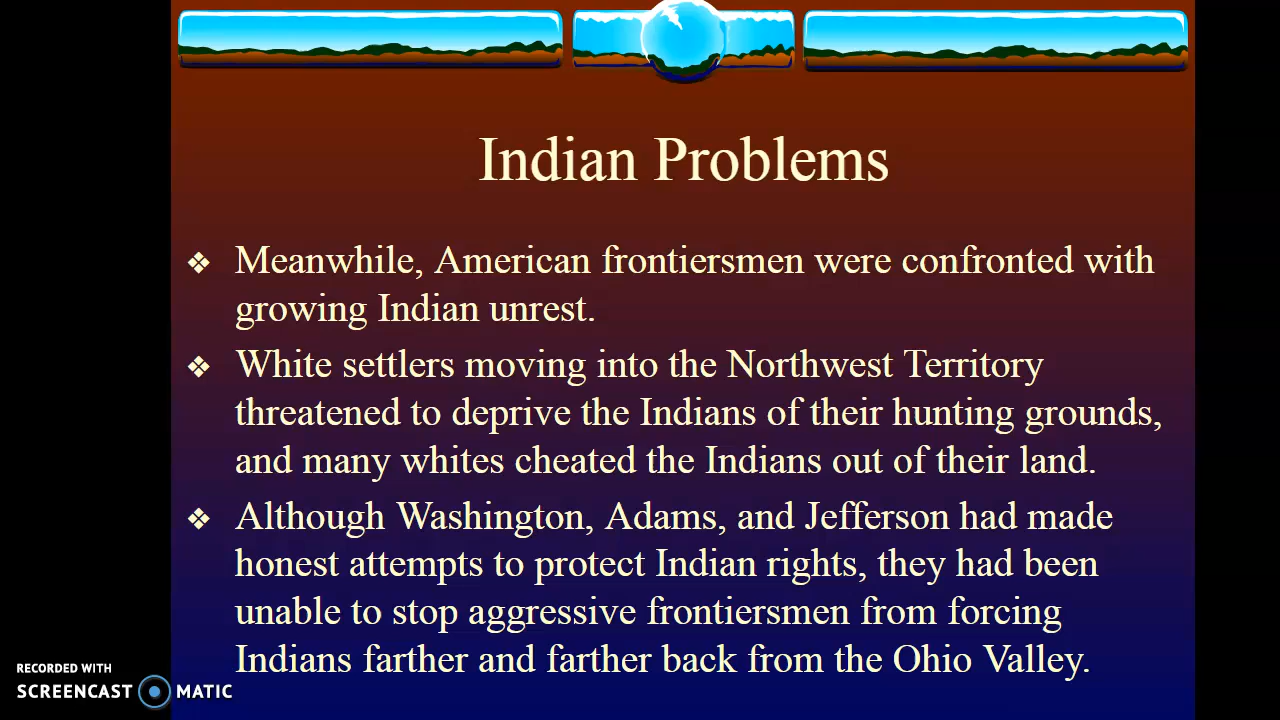 Indian Problems
❖ Meanwhile, American frontiersmen were confronted with
growing Indian unrest.
❖ White settlers moving into the Northwest Territory
threatened to deprive the Indians of their hunting grounds,
and many whites cheated the Indians out of their land.
❖ Although Washington, Adams, and Jefferson had made
honest attempts to protect Indian rights, they had been
unable to stop aggressive frontiersmen from forcing
Indians farther and farther back from the Ohio Valley.
RECORDED WITH
SCREENCAST MATIC